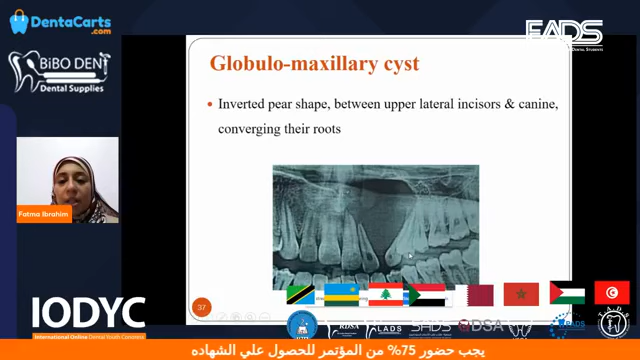 DentaCarts
.com
BiBO DENT
Dental Supplies
EADS
Globulo-maxillary cyst
• Inverted pear shape, between upper lateral incisors & canine,
converging their roots
Fatma Ibrahim
37
IODYC
International Online Dental Youth Congress
LADS
يجب حضور 75% من المؤتمر للحصول علي الشهاده